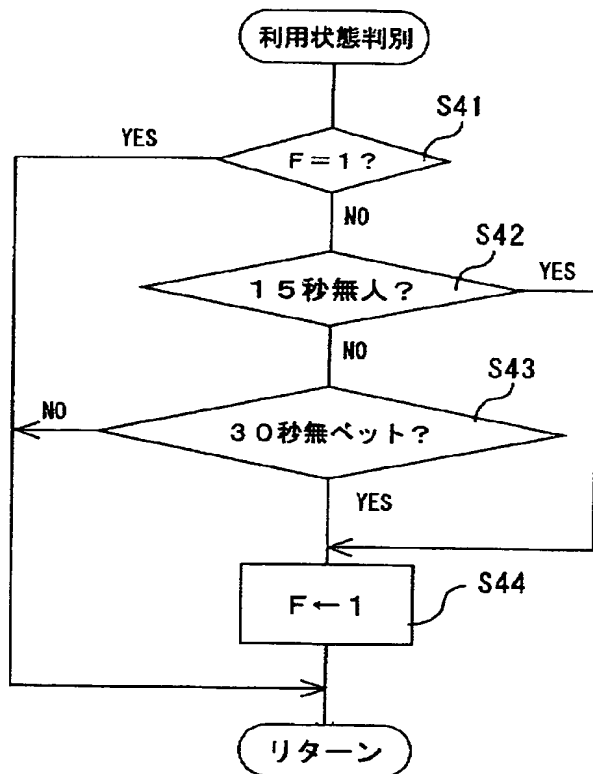 利用状態判別
S41
YES
F=1?
NO
S42
YES
15秒無人?
NO
S43
NO
30秒無ペット?
YES
S44
F←1
リターン